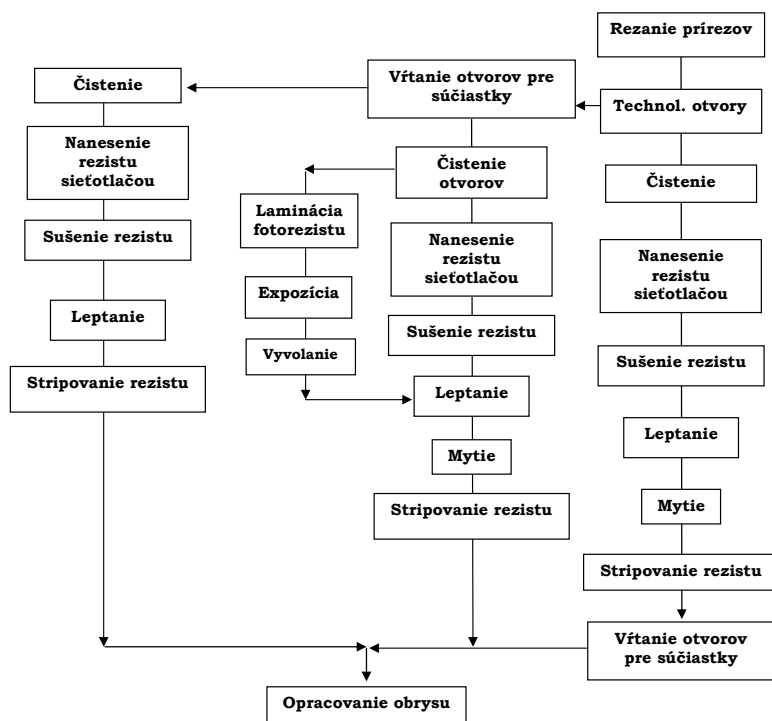 Rezanie prírezov
Technol. otvory
Vŕtanie otvorov pre
súčiastky
Čistenie
Nanesenie
rezistu
sieťotlačou
Sušenie rezistu
Leptanie
Stripovanie rezistu
Čistenie
otvorov
Laminácia
fotorezistu
Expozícia
Vyvolanie
Nanesenie
rezistu
sieťotlačou
Sušenie rezistu
Leptanie
Mytie
Stripovanie rezistu
Čistenie
Nanesenie
rezistu
sieťotlačou
Sušenie rezistu
Leptanie
Mytie
Stripovanie rezistu
Vŕtanie otvorov
pre súčiastky
Opracovanie obrysu